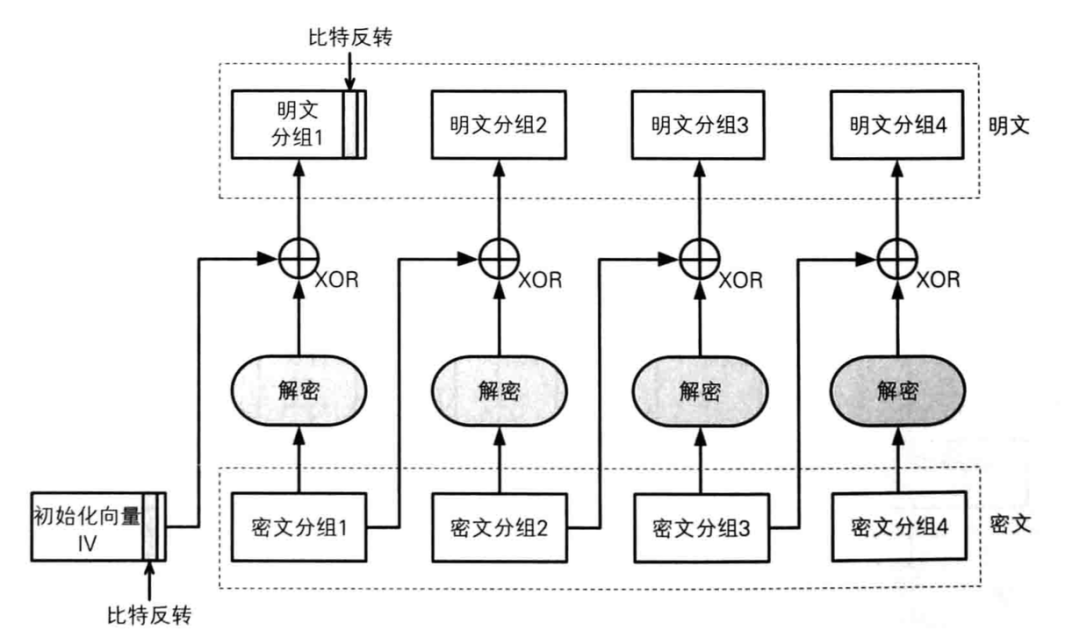 比特反转
明文
分组1
明文分组2
明文分组3
明文分组4
明文
XOR
XOR
XOR
XOR
解密
解密
解密
解密
初始化向量
IV
密文分组1
密文分组2
密文分组3
密文分组4
密文
比特反转